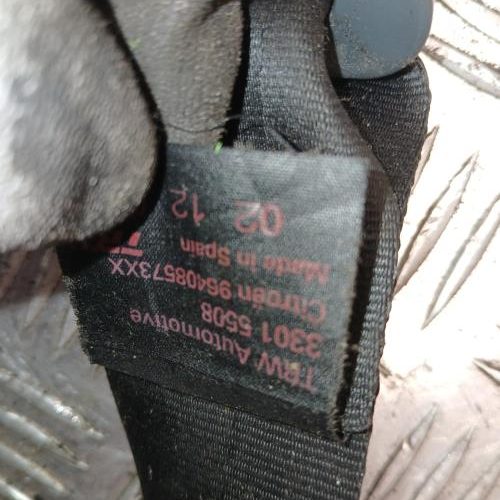 TRW Automotive
3301 5508
Citroën 96408573XX
Made in Spain
02 12